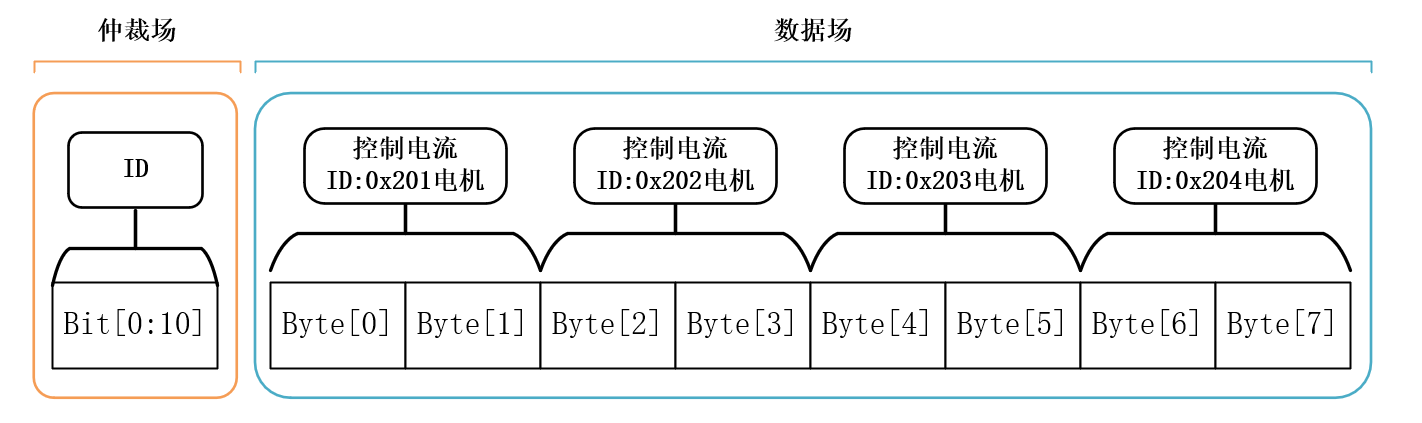 仲裁场
数据场
ID
控制电流
ID:0x201电机
控制电流
ID:0x202电机
控制电流
ID:0x203电机
控制电流
ID:0x204电机
Bit[0:10]
Byte[0]
Byte[1]
Byte[2]
Byte[3]
Byte[4]
Byte[5]
Byte[6]
Byte[7]